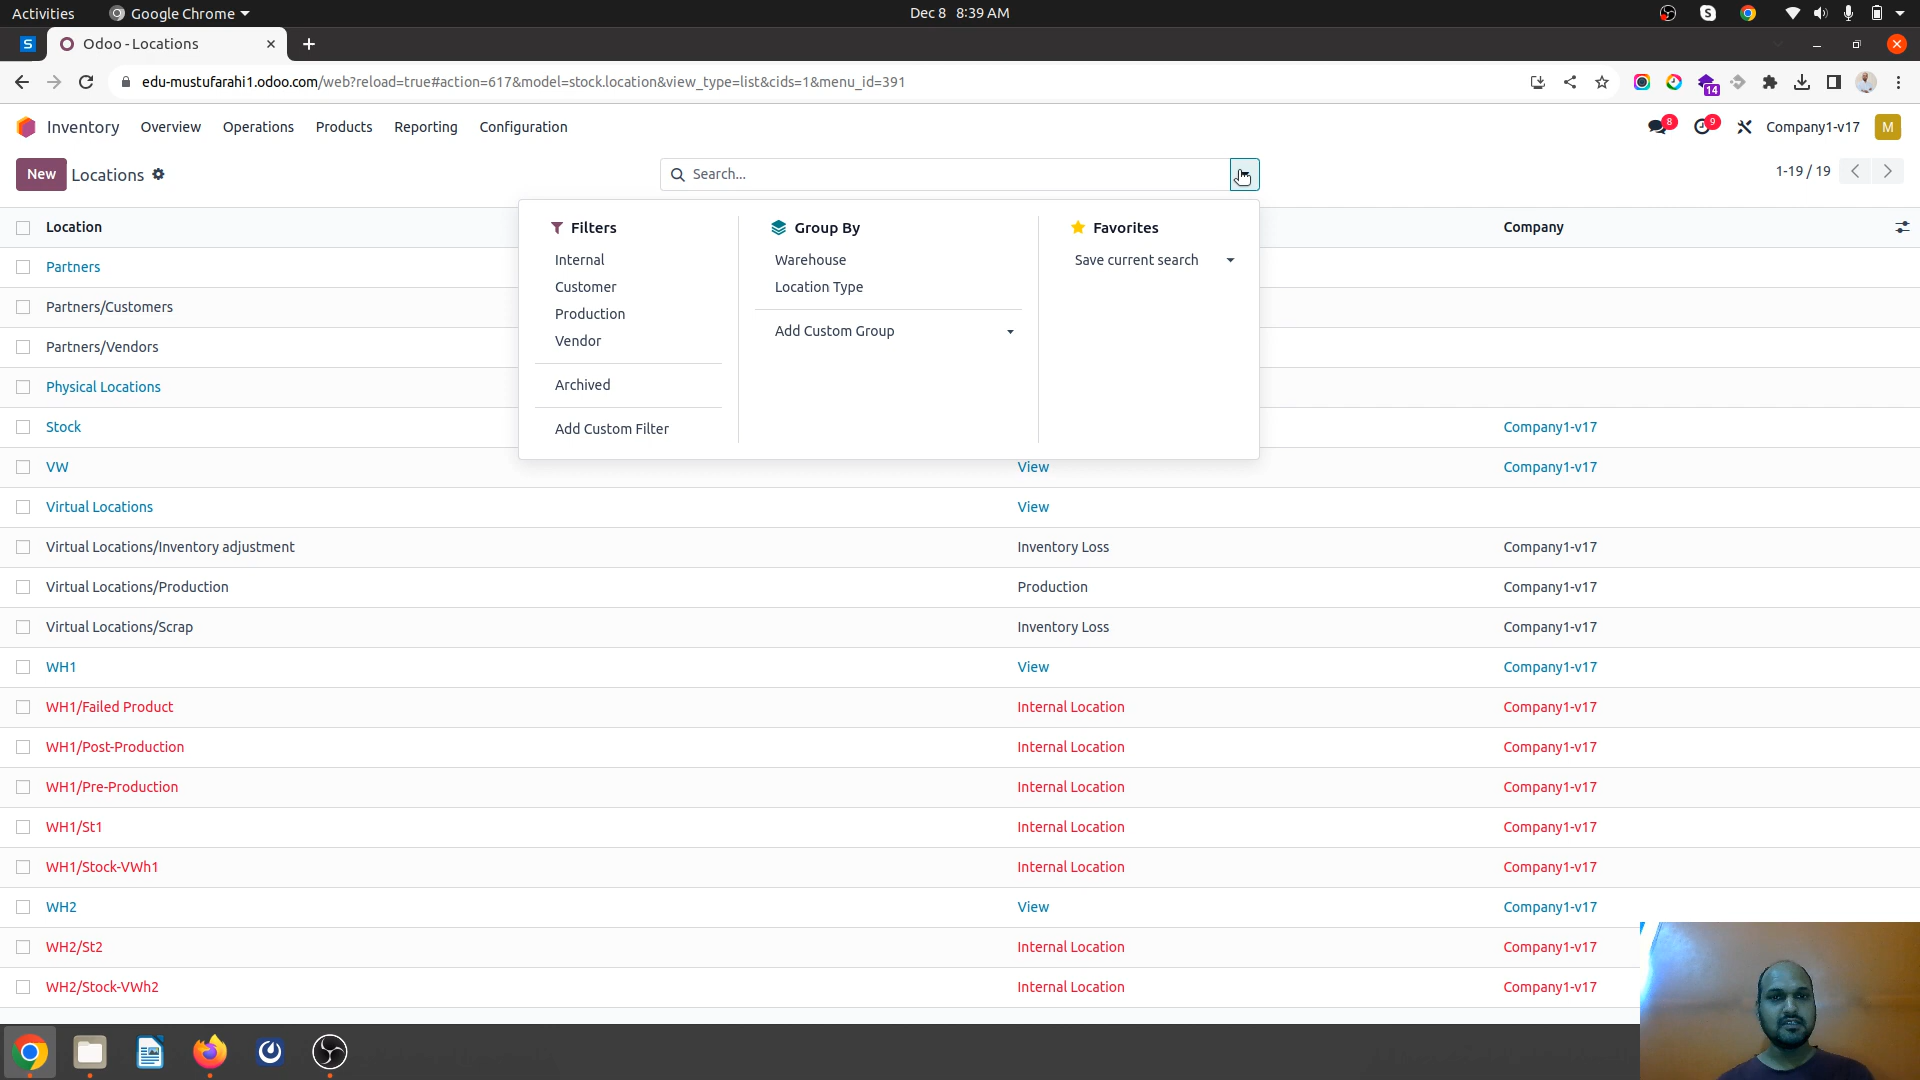 Activities Google Chrome Dec 8 8:39 AM
S Odoo - Locations
edu-mustufarahi1.odoo.com/web?reload=true#action=617&model=stock.location&view_type=list&cids=1&menu_id=391 14
Inventory Overview Operations Products Reporting Configuration 8 9 Company1-v17 M
New Locations Search... 1-19 / 19
Location Company
Filters Group By Favorites
Internal Warehouse Save current search
Customer Location Type
Production
Vendor
Add Custom Group
Archived
Add Custom Filter
Partners
Partners/Customers
Partners/Vendors
Physical Locations
Stock Company1-v17
VW View Company1-v17
Virtual Locations View
Virtual Locations/Inventory adjustment Inventory Loss Company1-v17
Virtual Locations/Production Production Company1-v17
Virtual Locations/Scrap Inventory Loss Company1-v17
WH1 View Company1-v17
WH1/Failed Product Internal Location Company1-v17
WH1/Post-Production Internal Location Company1-v17
WH1/Pre-Production Internal Location Company1-v17
WH1/St1 Internal Location Company1-v17
WH1/Stock-VWh1 Internal Location Company1-v17
WH2 View Company1-v17
WH2/St2 Internal Location Company1-v17
WH2/Stock-VWh2 Internal Location Company1-v17